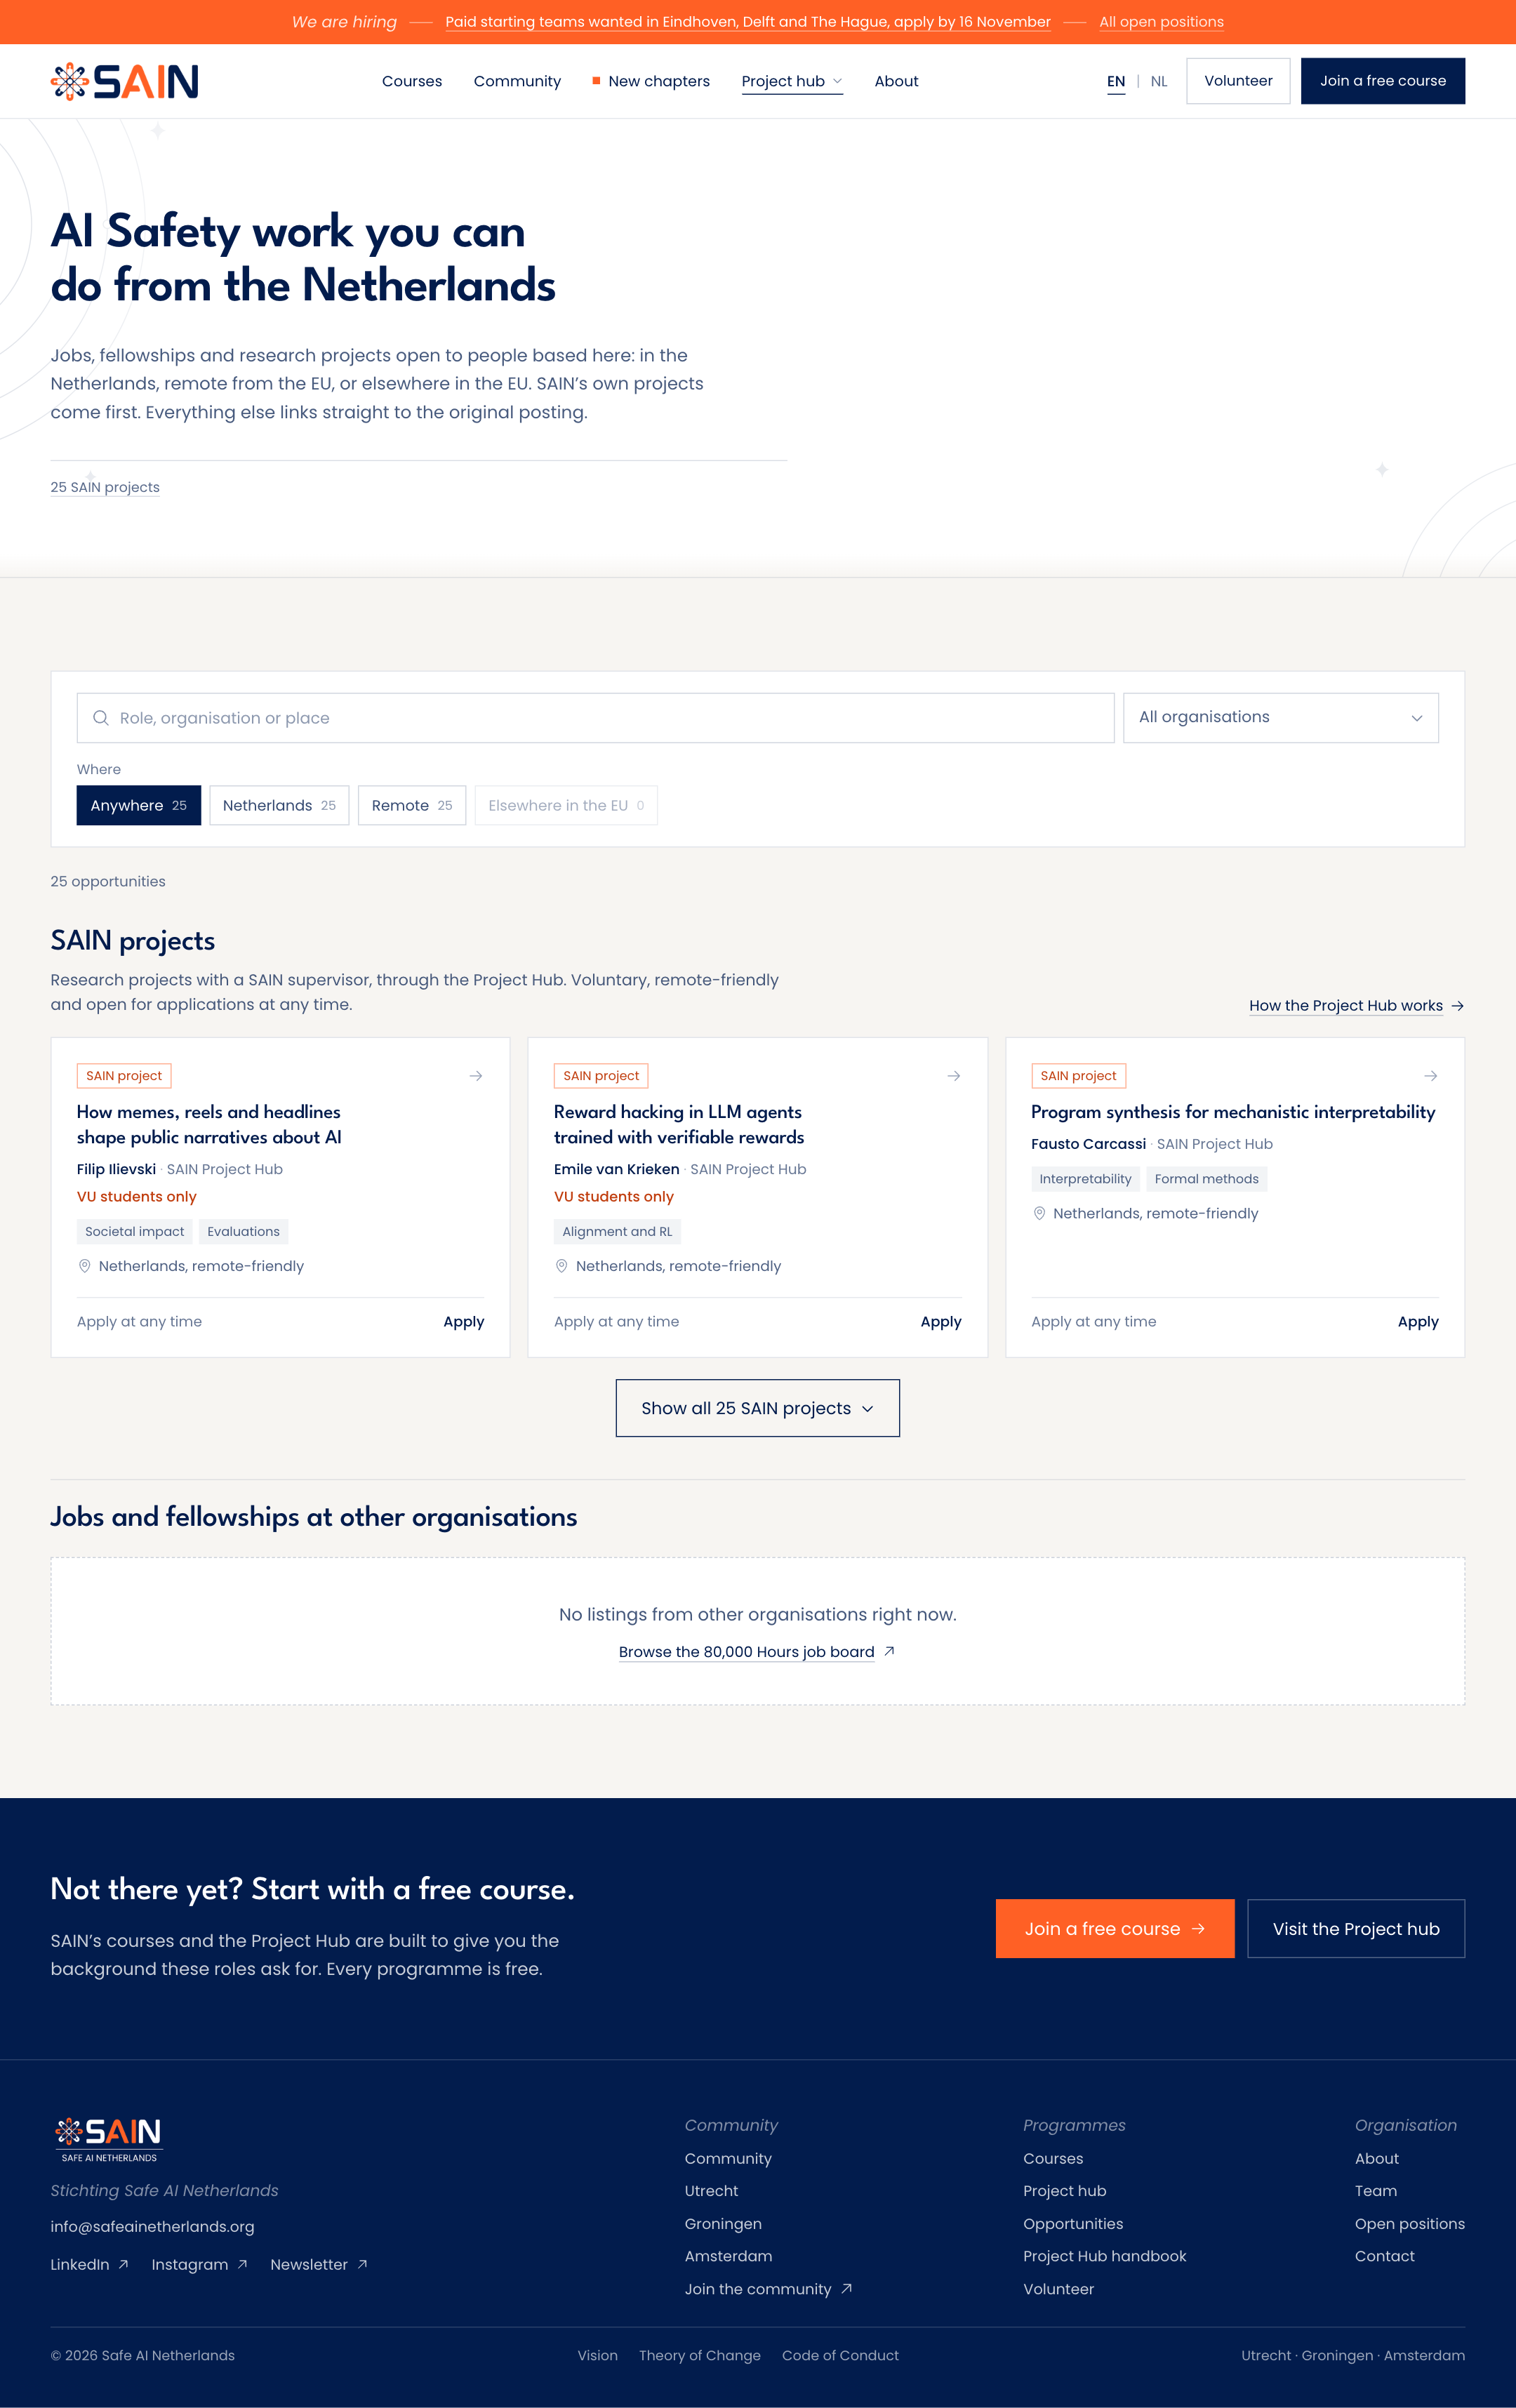 We are hiring — Paid starting teams wanted in Eindhoven, Delft and The Hague, apply by 16 November — All open positions
SAIN
Courses Community New chapters Project hub About
EN | NL Volunteer Join a free course
AI Safety work you can
do from the Netherlands
Jobs, fellowships and research projects open to people based here: in the
Netherlands, remote from the EU, or elsewhere in the EU. SAIN’s own projects
come first. Everything else links straight to the original posting.
25 SAIN projects
Role, organisation or place
All organisations
Where
Anywhere 25 Netherlands 25 Remote 25 Elsewhere in the EU 0
25 opportunities
SAIN projects
Research projects with a SAIN supervisor, through the Project Hub. Voluntary, remote-friendly
and open for applications at any time.
How the Project Hub works →
SAIN project →
How memes, reels and headlines
shape public narratives about AI
Filip Ilievski · SAIN Project Hub
VU students only
Societal impact Evaluations
Netherlands, remote-friendly
Apply at any time Apply
SAIN project →
Reward hacking in LLM agents
trained with verifiable rewards
Emile van Krieken · SAIN Project Hub
VU students only
Alignment and RL
Netherlands, remote-friendly
Apply at any time Apply
SAIN project →
Program synthesis for mechanistic interpretability
Fausto Carcassi · SAIN Project Hub
Interpretability Formal methods
Netherlands, remote-friendly
Apply at any time Apply
Show all 25 SAIN projects
Jobs and fellowships at other organisations
No listings from other organisations right now.
Browse the 80,000 Hours job board ↗
Not there yet? Start with a free course.
SAIN’s courses and the Project Hub are built to give you the
background these roles ask for. Every programme is free.
Join a free course →
Visit the Project hub
SAIN
SAFE AI NETHERLANDS
Stichting Safe AI Netherlands
info@safeainetherlands.org
LinkedIn ↗ Instagram ↗ Newsletter ↗
Community
Community
Utrecht
Groningen
Amsterdam
Join the community ↗
Programmes
Courses
Project hub
Opportunities
Project Hub handbook
Volunteer
Organisation
About
Team
Open positions
Contact
© 2026 Safe AI Netherlands
Vision Theory of Change Code of Conduct
Utrecht · Groningen · Amsterdam